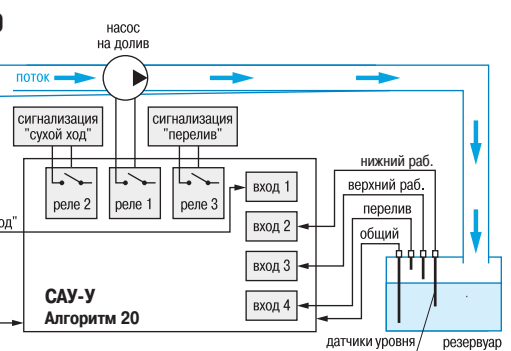 )
насос
на долив
поток
сигнализация
"сухой ход"
сигнализация
"перелив"
реле 2
реле 1
реле 3
вход 1
вход 2
вход 3
вход 4
од"
нижний раб.
верхний раб.
перелив
общий
САУ-У
Алгоритм 20
датчики уровня
резервуар